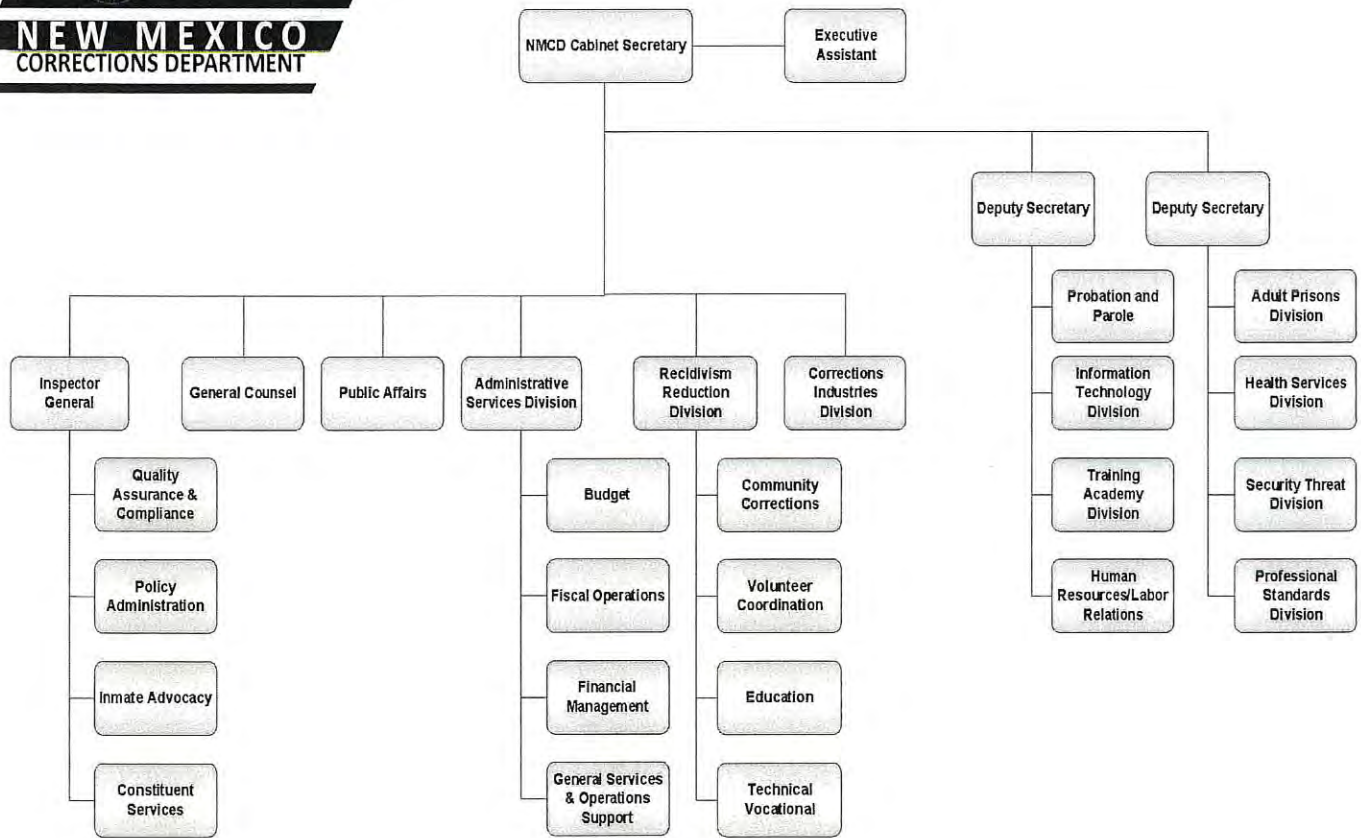 NEW MEXICO
CORRECTIONS DEPARTMENT
NMCD Cabinet Secretary
Executive
Assistant
Deputy Secretary
Deputy Secretary
Probation and
Parole
Adult Prisons
Division
Information
Technology
Division
Health Services
Division
Training
Academy
Division
Security Threat
Division
Human
Resources/Labor
Relations
Professional
Standards
Division
Inspector
General
General Counsel
Public Affairs
Administrative
Services Division
Recidivism
Reduction
Division
Corrections
Industries
Division
Quality
Assurance &
Compliance
Policy
Administration
Inmate Advocacy
Constituent
Services
Budget
Fiscal Operations
Financial
Management
General Services
& Operations
Support
Community
Corrections
Volunteer
Coordination
Education
Technical
Vocational